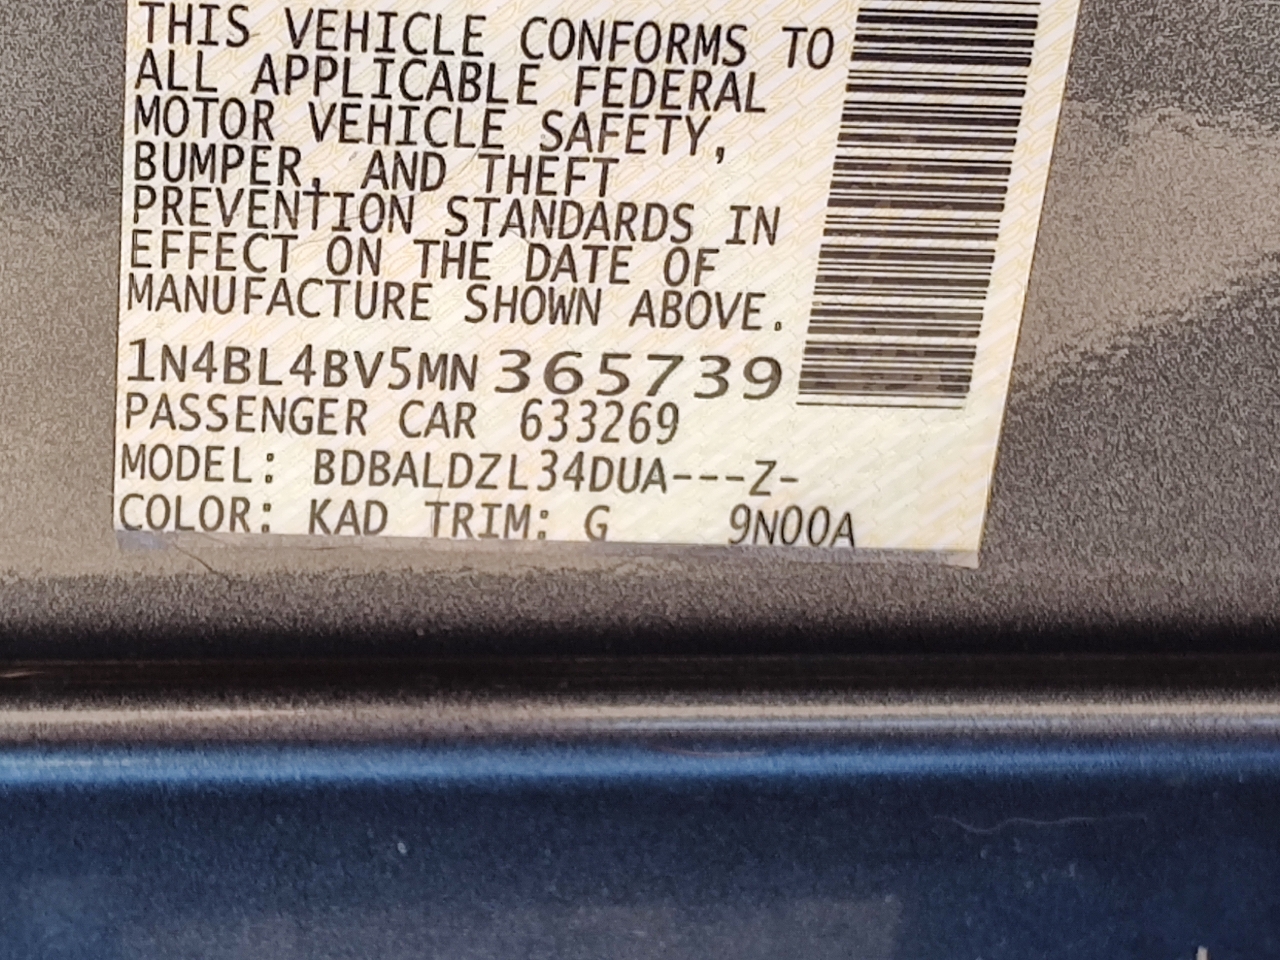 THIS VEHICLE CONFORMS TO
ALL APPLICABLE FEDERAL
MOTOR VEHICLE SAFETY,
BUMPER, AND THEFT
PREVENTION STANDARDS IN
EFFECT ON THE DATE OF
MANUFACTURE SHOWN ABOVE.
1N4BL4BV5MN365739
PASSENGER CAR 633269
MODEL: BDBALDZL34DUA---Z-
COLOR: KAD TRIM: G 9N00A